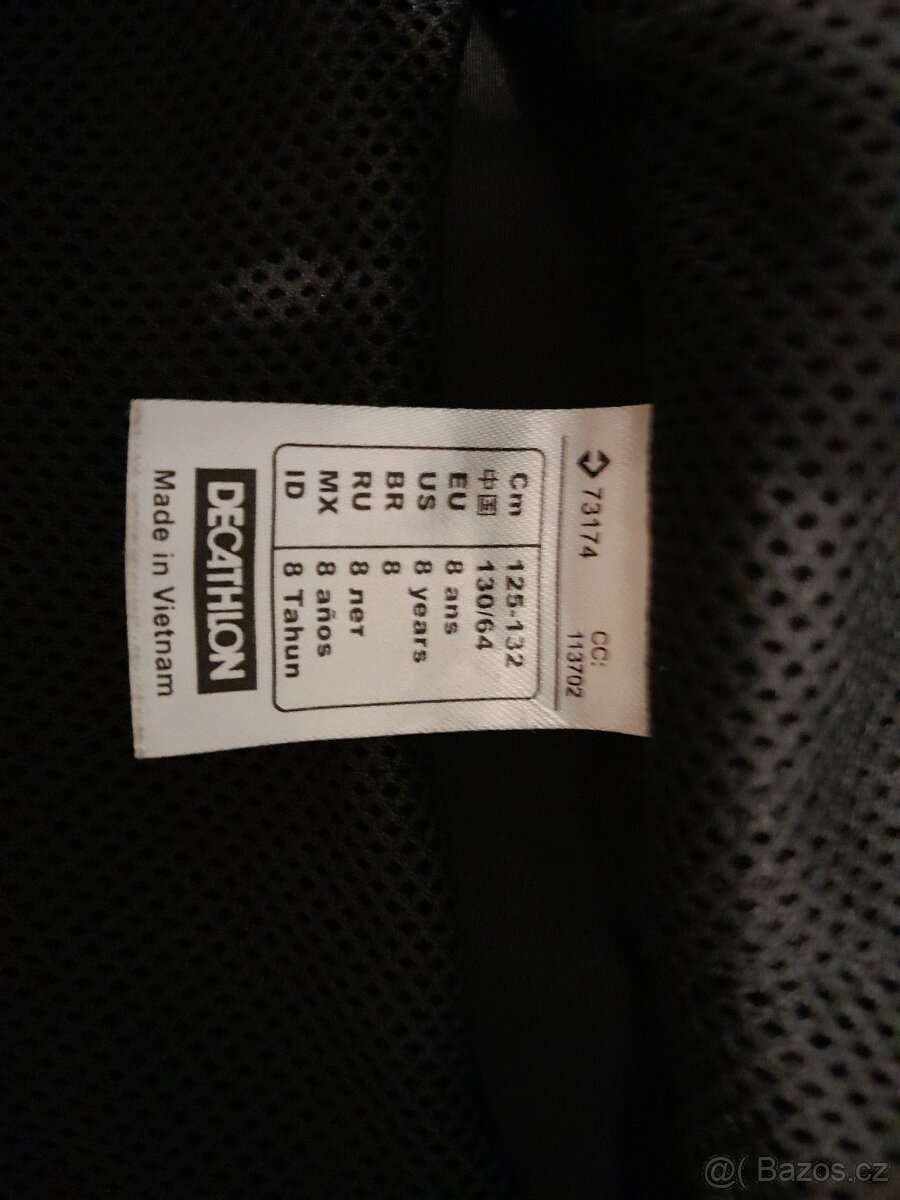 73174 CC:
113702
Cm 125-132
中国 130/64
EU 8 ans
US 8 years
BR 8
RU 8 лет
MX 8 años
ID 8 Tahun
DECATHLON
Made in Vietnam
@( Bazos.cz